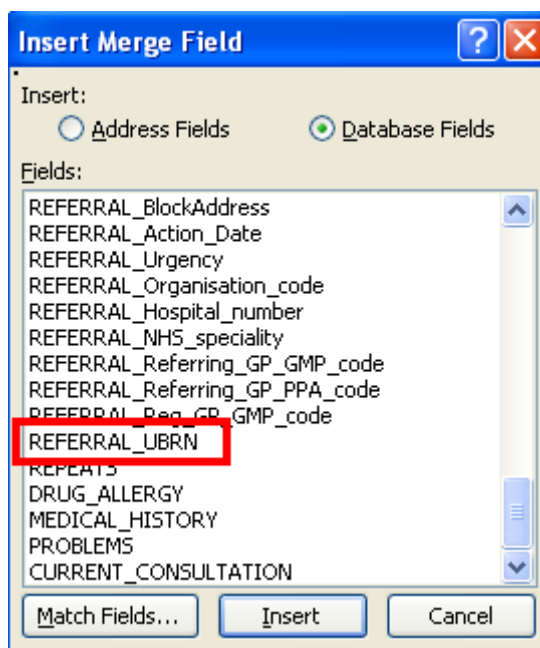 Insert Merge Field
Insert:
Address Fields Database Fields
Fields:
REFERRAL_BlockAddress
REFERRAL_Action_Date
REFERRAL_Urgency
REFERRAL_Organisation_code
REFERRAL_Hospital_number
REFERRAL_NHS_speciality
REFERRAL_Referring_GP_GMP_code
REFERRAL_Referring_GP_PPA_code
REFERRAL_Reg_GP_GMP_code
REFERRAL_UBRN
REPEATS
DRUG_ALLERGY
MEDICAL_HISTORY
PROBLEMS
CURRENT_CONSULTATION
Match Fields... Insert Cancel